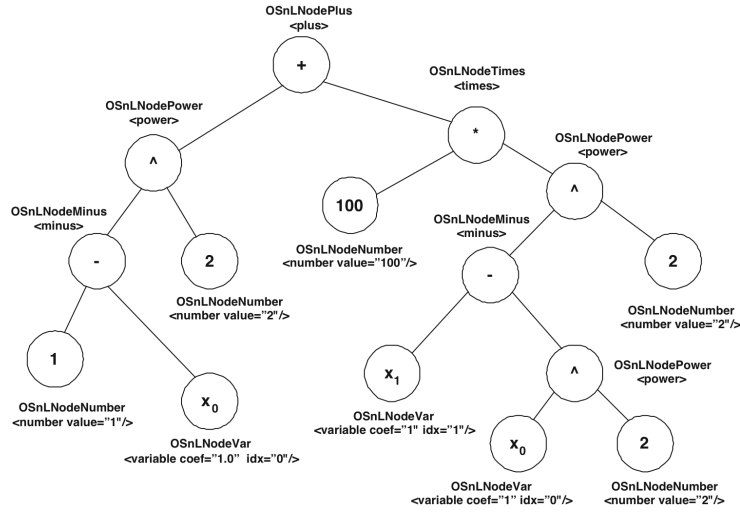 OSnLNodePlus
<plus>
+
OSnLNodeTimes
<times>
*
OSnLNodePower
<power>
^
OSnLNodePower
<power>
^
100
OSnLNodeNumber
<number value="100"/>
OSnLNodeMinus
<minus>
-
2
OSnLNodeNumber
<number value="2"/>
OSnLNodeMinus
<minus>
-
2
OSnLNodeNumber
<number value="2"/>
1
OSnLNodeNumber
<number value="1"/>
x0
OSnLNodeVar
<variable coef="1.0" idx="0"/>
x1
OSnLNodeVar
<variable coef="1" idx="1"/>
^
OSnLNodePower
<power>
x0
OSnLNodeVar
<variable coef="1" idx="0"/>
2
OSnLNodeNumber
<number value="2"/>